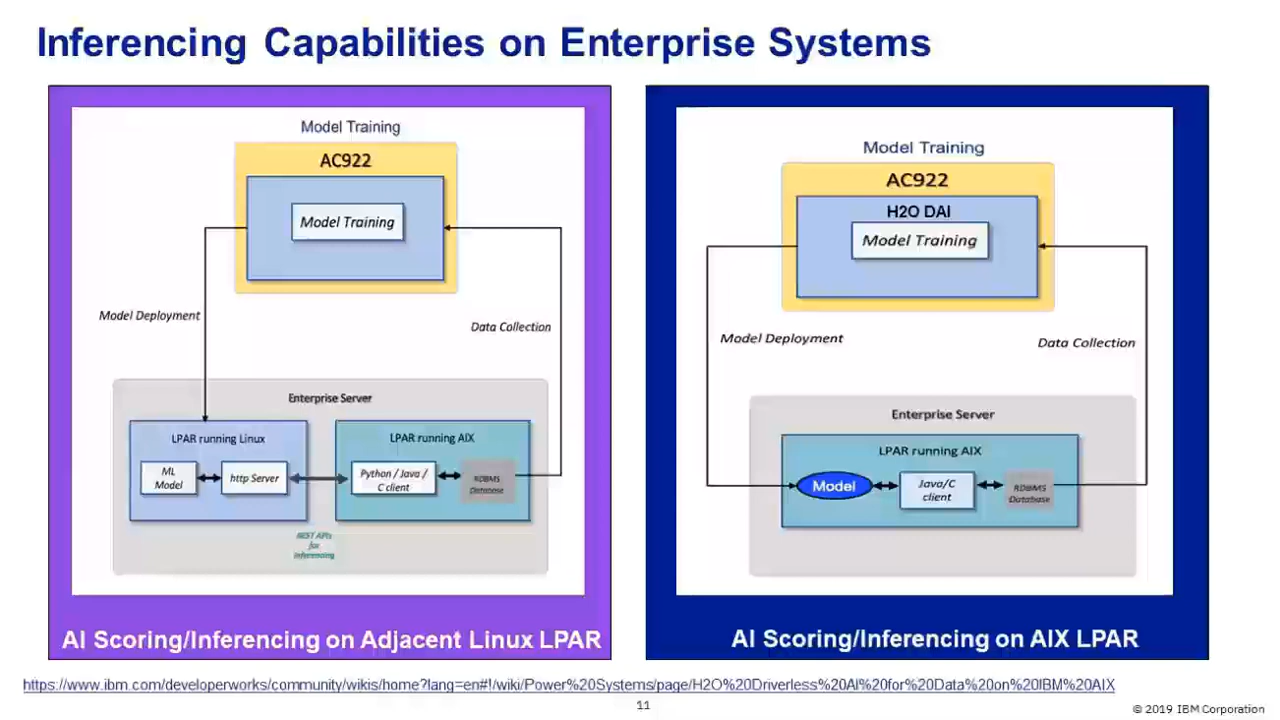 Inferencing Capabilities on Enterprise Systems
Model Training
AC922
Model Training
Model Deployment
Data Collection
Enterprise Server
LPAR running Linux
ML
Model
http Server
LPAR running AIX
Python / Java /
C client
RDBMS
Database
REST APIs
for
Inferencing
AI Scoring/Inferencing on Adjacent Linux LPAR
Model Training
AC922
H2O DAI
Model Training
Model Deployment
Data Collection
Enterprise Server
LPAR running AIX
Model
Java/C
client
RDBMS
Database
AI Scoring/Inferencing on AIX LPAR
https://www.ibm.com/developerworks/community/wikis/home?lang=en#!/wiki/Power%20Systems/page/H2O%20Driverless%20AI%20for%20Data%20on%20IBM%20AIX
11
© 2019 IBM Corporation